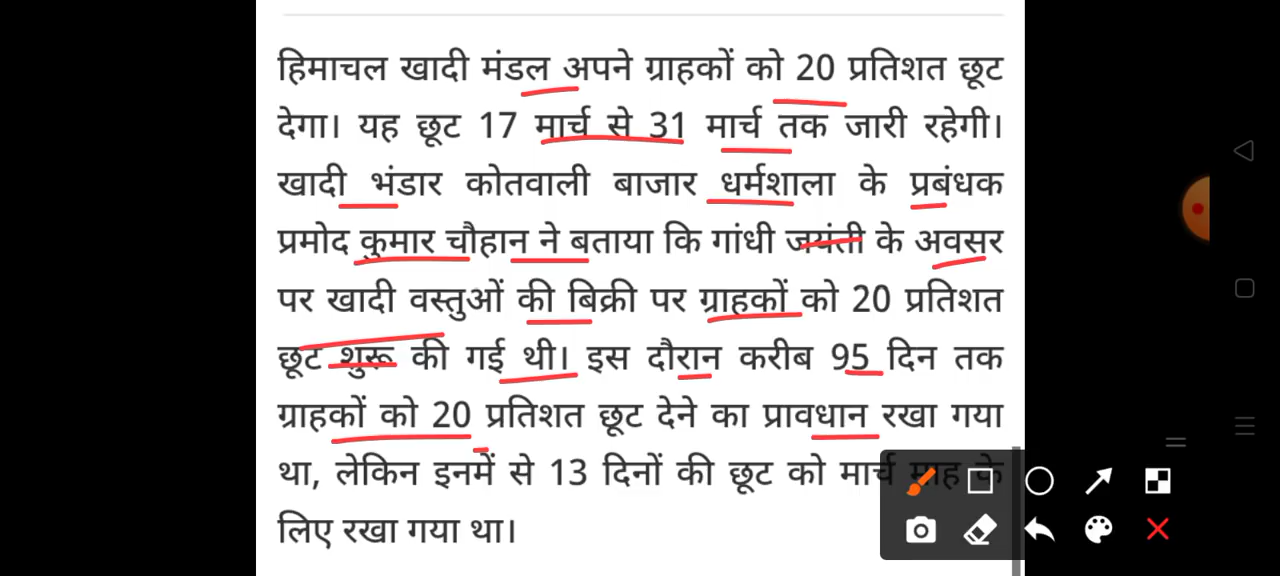 हिमाचल खादी मंडल अपने ग्राहकों को 20 प्रतिशत छूट
देगा। यह छूट 17 मार्च से 31 मार्च तक जारी रहेगी।
खादी भंडार कोतवाली बाजार धर्मशाला के प्रबंधक
प्रमोद कुमार चौहान ने बताया कि गांधी जयंती के अवसर
पर खादी वस्तुओं की बिक्री पर ग्राहकों को 20 प्रतिशत
छूट शुरू की गई थी। इस दौरान करीब 95 दिन तक
ग्राहकों को 20 प्रतिशत छूट देने का प्रावधान रखा गया
था, लेकिन इनमें से 13 दिनों की छूट को मार्च माह के
लिए रखा गया था।